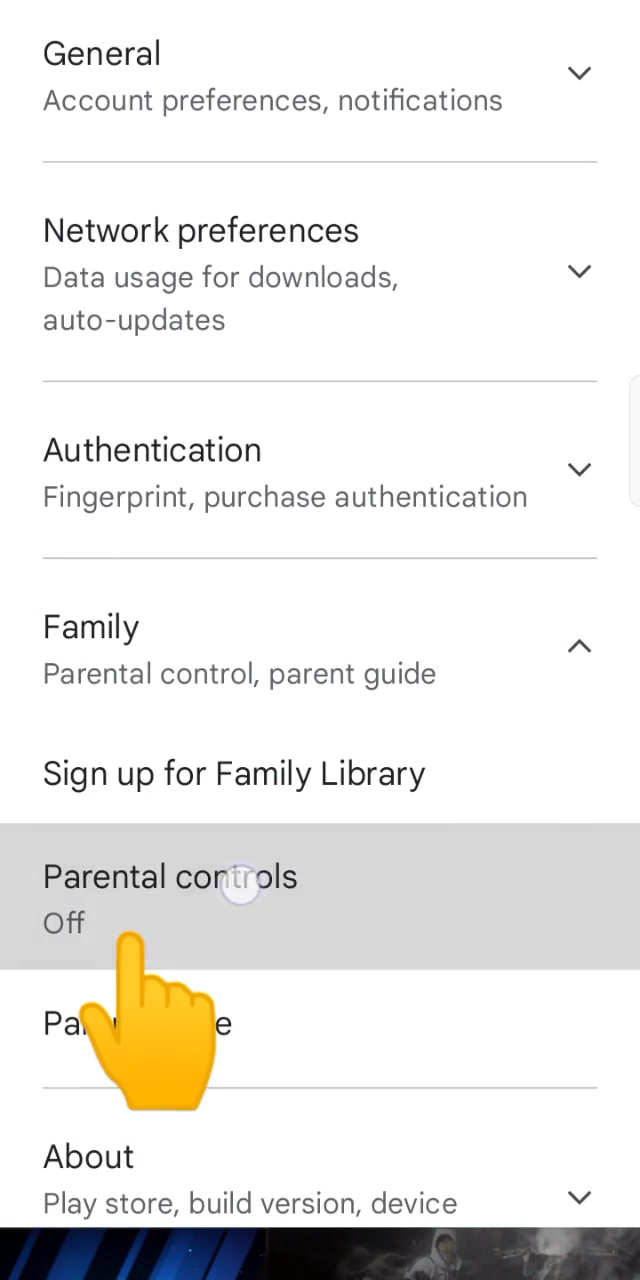 General
Account preferences, notifications
Network preferences
Data usage for downloads,
auto-updates
Authentication
Fingerprint, purchase authentication
Family
Parental control, parent guide
Sign up for Family Library
Parental controls
Off
About
Play store, build version, device